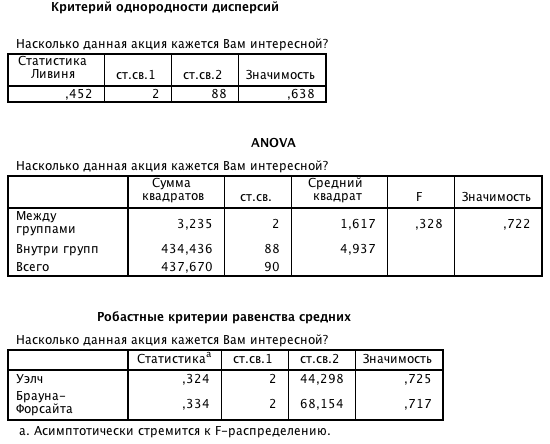 Критерий однородности дисперсий
Насколько данная акция кажется Вам интересной?
Статистика Ливиня ст.св.1 ст.св.2 Значимость
,452 2 88 ,638
ANOVA
Насколько данная акция кажется Вам интересной?
Сумма квадратов ст.св. Средний квадрат F Значимость
Между группами 3,235 2 1,617 ,328 ,722
Внутри групп 434,436 88 4,937
Всего 437,670 90
Робастные критерии равенства средних
Насколько данная акция кажется Вам интересной?
Статистикаᵃ ст.св.1 ст.св.2 Значимость
Уэлч ,324 2 44,298 ,725
Брауна-Форсайта ,334 2 68,154 ,717
a. Асимптотически стремится к F-распределению.